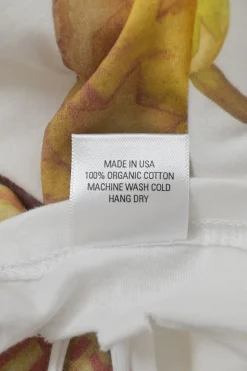 MADE IN USA
100% ORGANIC COTTON
MACHINE WASH COLD
HANG DRY